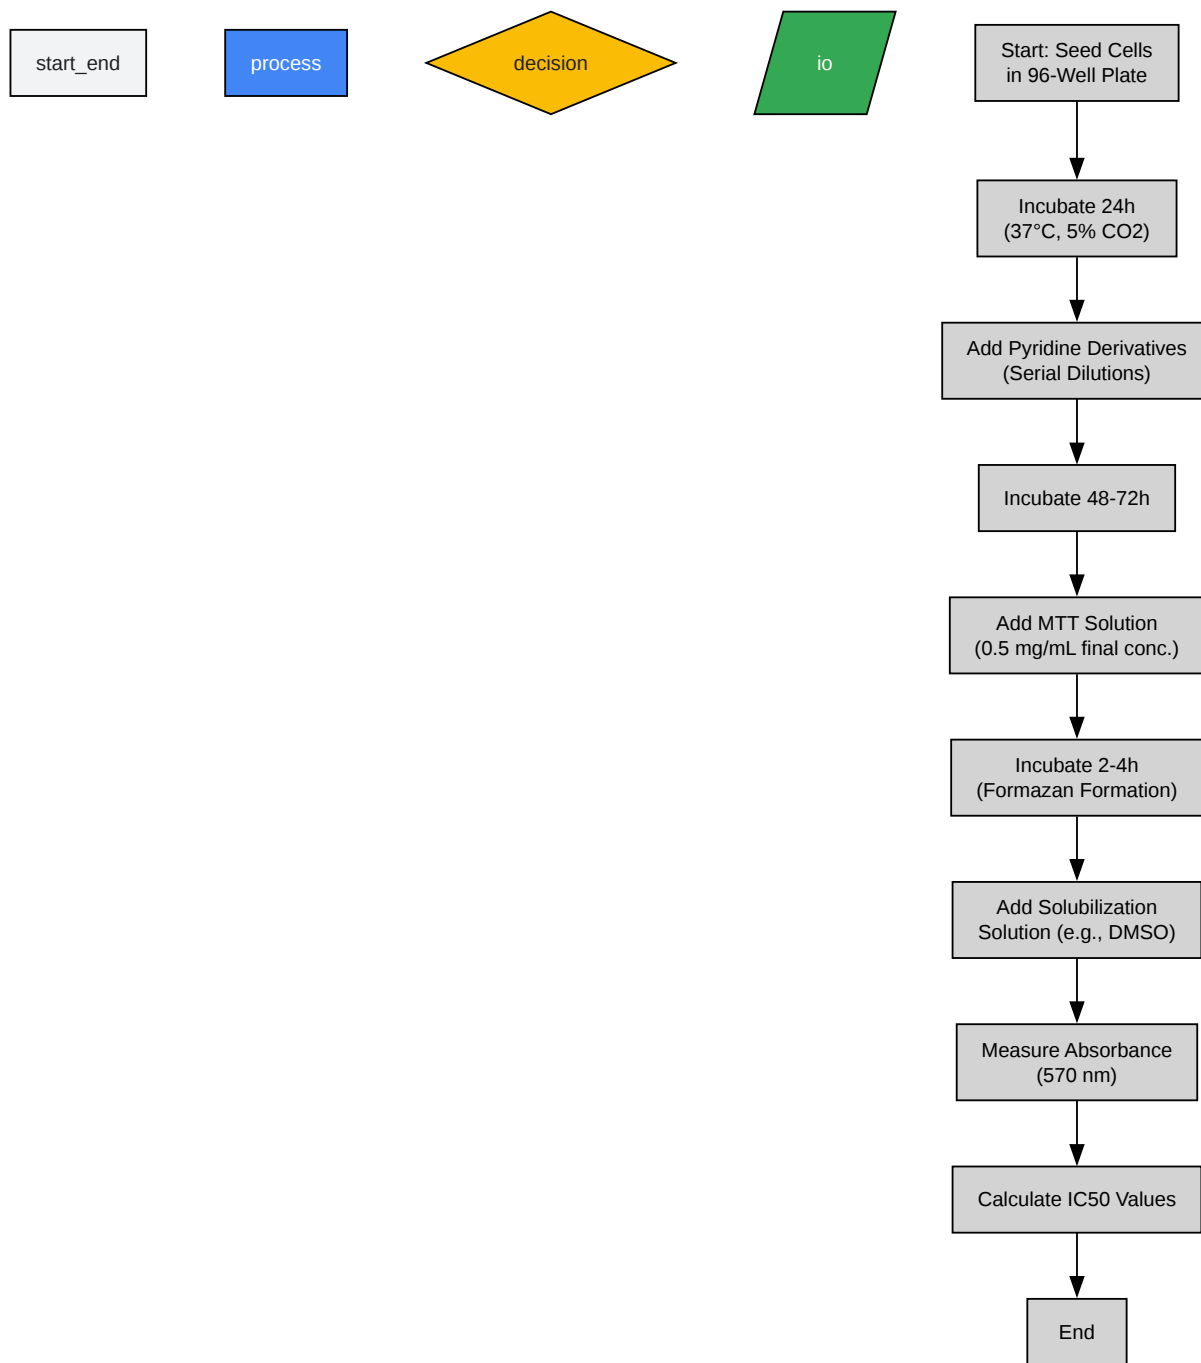 start_end
process
decision
io
Start: Seed Cells
in 96-Well Plate
Incubate 24h
(37°C, 5% CO2)
Add Pyridine Derivatives
(Serial Dilutions)
Incubate 48-72h
Add MTT Solution
(0.5 mg/mL final conc.)
Incubate 2-4h
(Formazan Formation)
Add Solubilization
Solution (e.g., DMSO)
Measure Absorbance
(570 nm)
Calculate IC50 Values
End